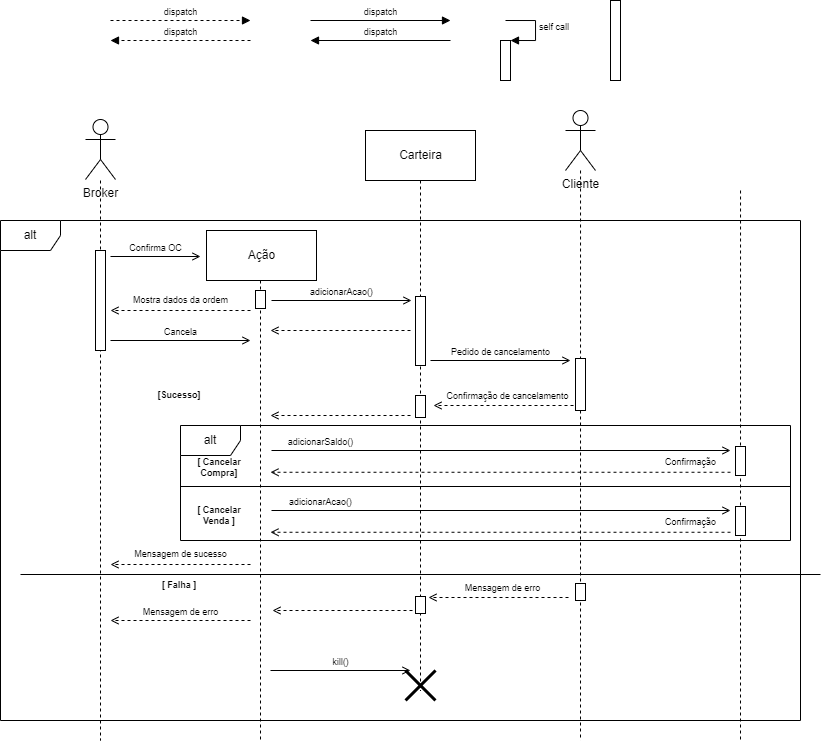 dispatch
dispatch
dispatch
dispatch
self call
Broker
Carteira
Cliente
alt
Confirma OC
Ação
Mostra dados da ordem
adicionarAcao()
Cancela
Pedido de cancelamento
[Sucesso]
Confirmação de cancelamento
alt
adicionarSaldo()
[ Cancelar
Compra]
Confirmação
adicionarAcao()
[ Cancelar
Venda ]
Confirmação
Mensagem de sucesso
[ Falha ]
Mensagem de erro
Mensagem de erro
kill()